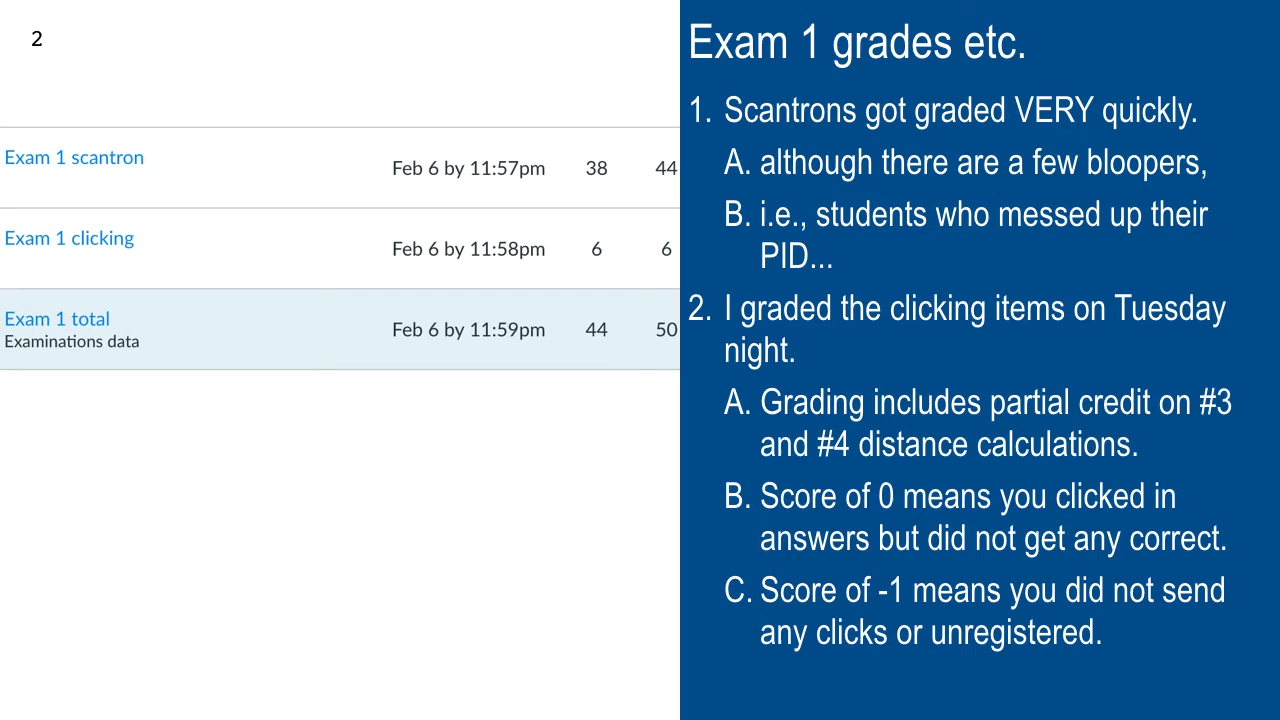 2
Exam 1 scantron Feb 6 by 11:57pm 38 44
Exam 1 clicking Feb 6 by 11:58pm 6 6
Exam 1 total Feb 6 by 11:59pm 44 50
Examinations data
Exam 1 grades etc.
1. Scantrons got graded VERY quickly.
A. although there are a few bloopers,
B. i.e., students who messed up their
PID...
2. I graded the clicking items on Tuesday
night.
A. Grading includes partial credit on #3
and #4 distance calculations.
B. Score of 0 means you clicked in
answers but did not get any correct.
C. Score of -1 means you did not send
any clicks or unregistered.